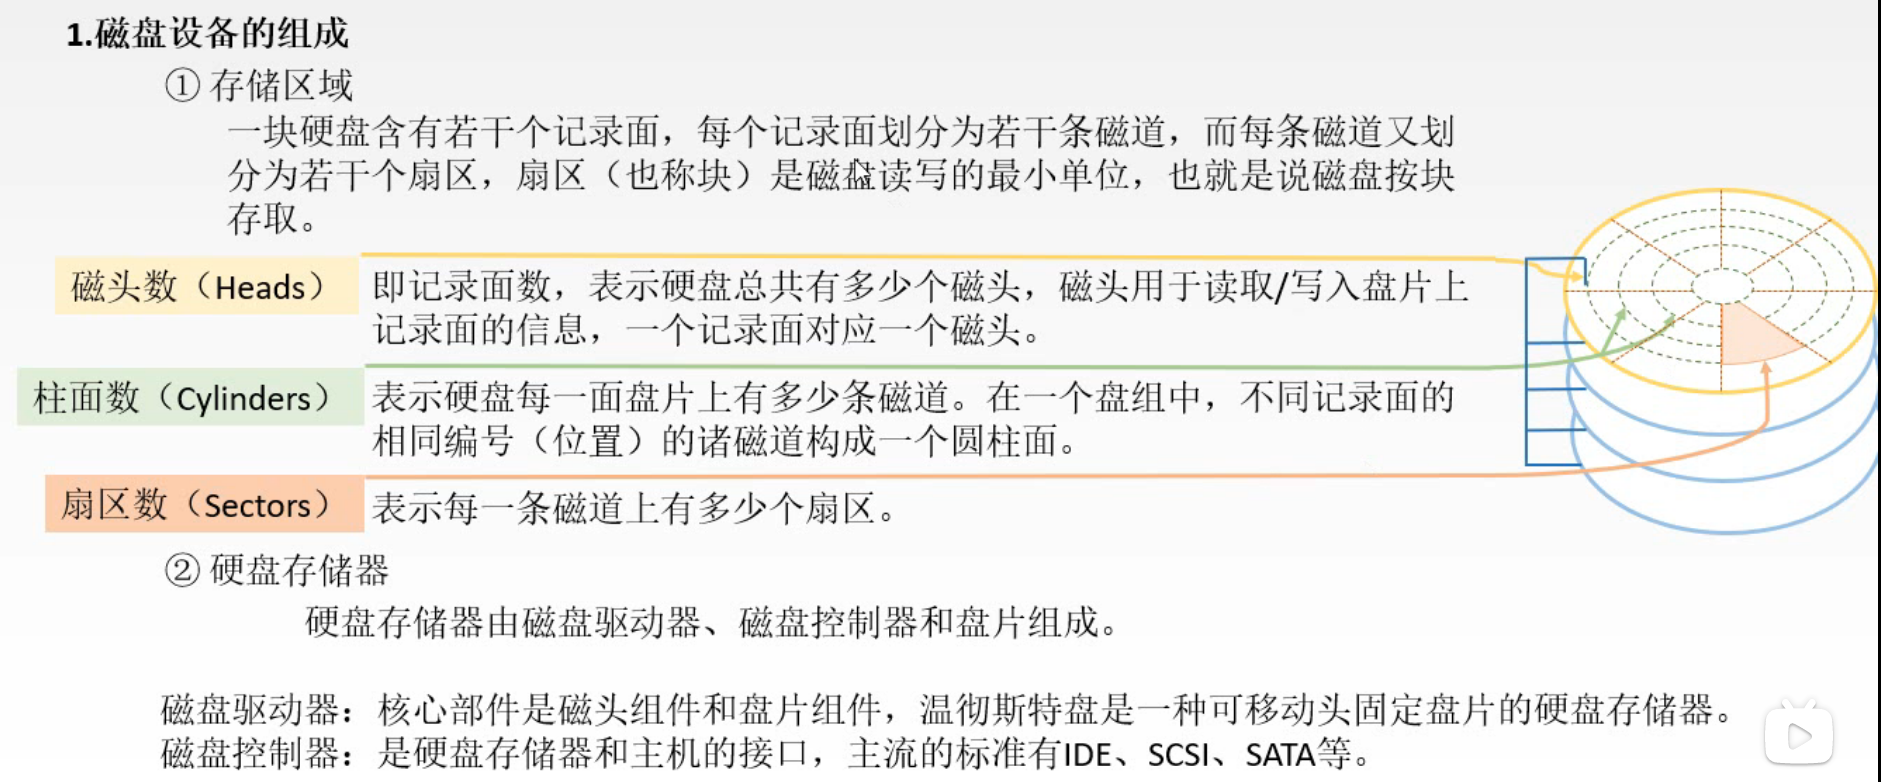 1.磁盘设备的组成
① 存储区域
一块硬盘含有若干个记录面，每个记录面划分为若干条磁道，而每条磁道又划
分为若干个扇区，扇区（也称块）是磁盘读写的最小单位，也就是说磁盘按块
存取。
磁头数（Heads）
即记录面数，表示硬盘总共有多少个磁头，磁头用于读取/写入盘片上
记录面的信息，一个记录面对应一个磁头。
柱面数（Cylinders）
表示硬盘每一面盘片上有多少条磁道。在一个盘组中，不同记录面的
相同编号（位置）的诸磁道构成一个圆柱面。
扇区数（Sectors）
表示每一条磁道上有多少个扇区。
② 硬盘存储器
硬盘存储器由磁盘驱动器、磁盘控制器和盘片组成。
磁盘驱动器：核心部件是磁头组件和盘片组件，温彻斯特盘是一种可移动头固定盘片的硬盘存储器。
磁盘控制器：是硬盘存储器和主机的接口，主流的标准有IDE、SCSI、SATA等。